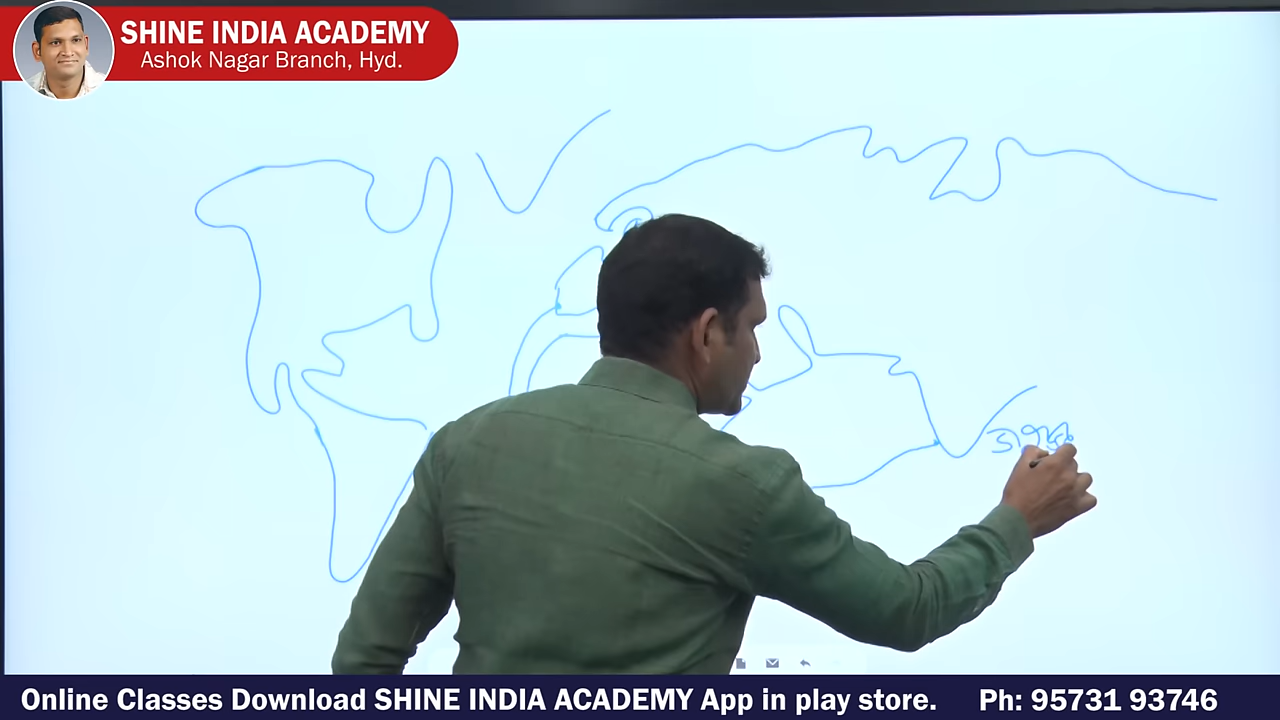 SHINE INDIA ACADEMY
Ashok Nagar Branch, Hyd.
Online Classes Download SHINE INDIA ACADEMY App in play store. Ph: 95731 93746